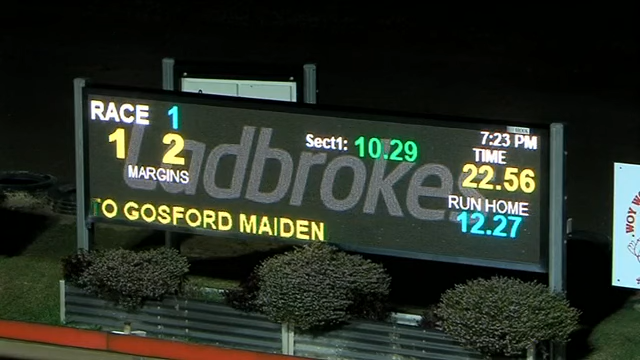 RACE 1
1 2
MARGINS
Ladbrokes
Sect1: 10.29
7:23 PM
TIME
22.56
RUN HOME
12.27
TO GOSFORD MAIDEN
WOY